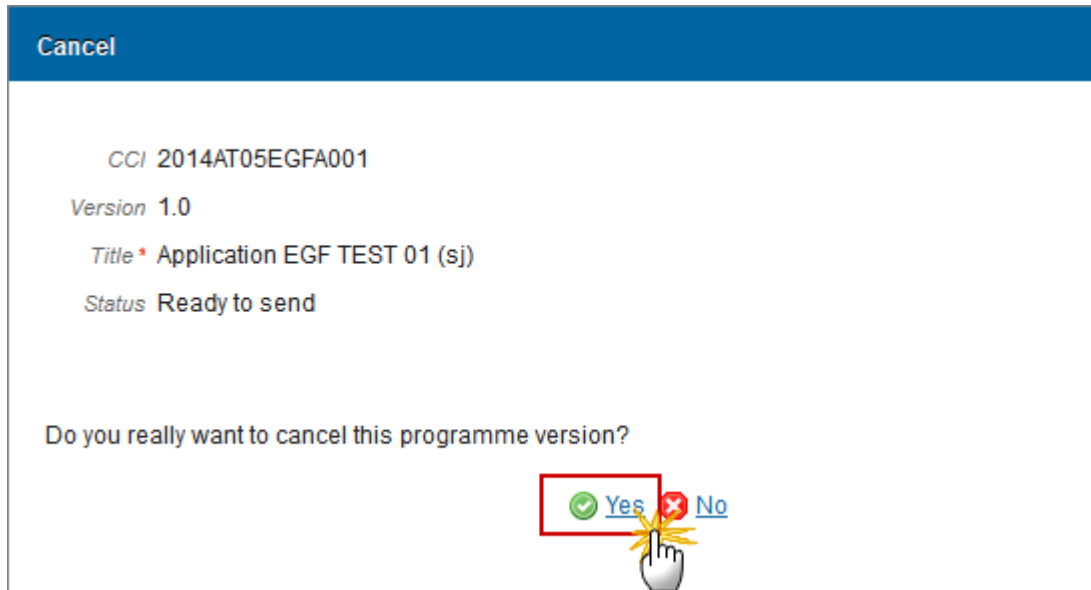 Cancel
CCI 2014AT05EGFA001
Version 1.0
Title * Application EGF TEST 01 (sj)
Status Ready to send
Do you really want to cancel this programme version?
Yes No